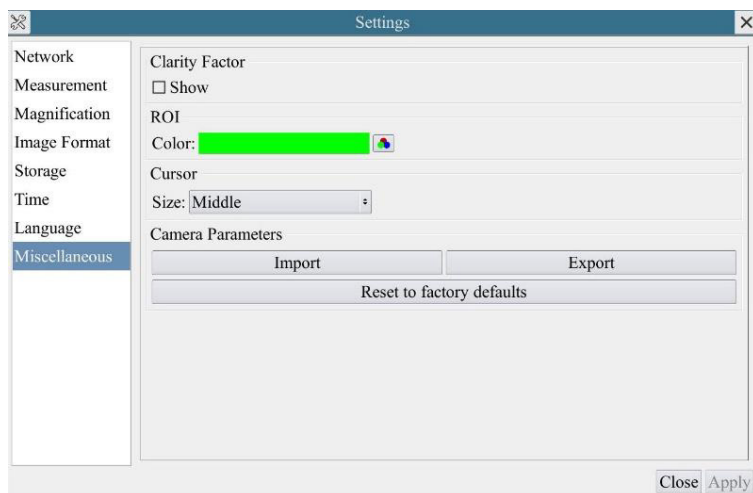 Settings
Network
Measurement
Magnification
Image Format
Storage
Time
Language
Miscellaneous
Clarity Factor
Show
ROI
Color:
Cursor
Size: Middle
Camera Parameters
Import Export
Reset to factory defaults
Close Apply